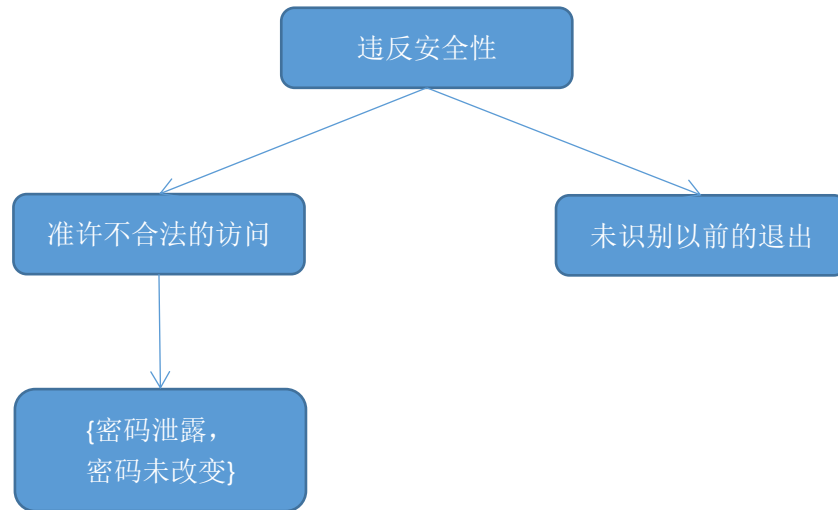 违反安全性
准许不合法的访问
未识别以前的退出
{密码泄露，
密码未改变}